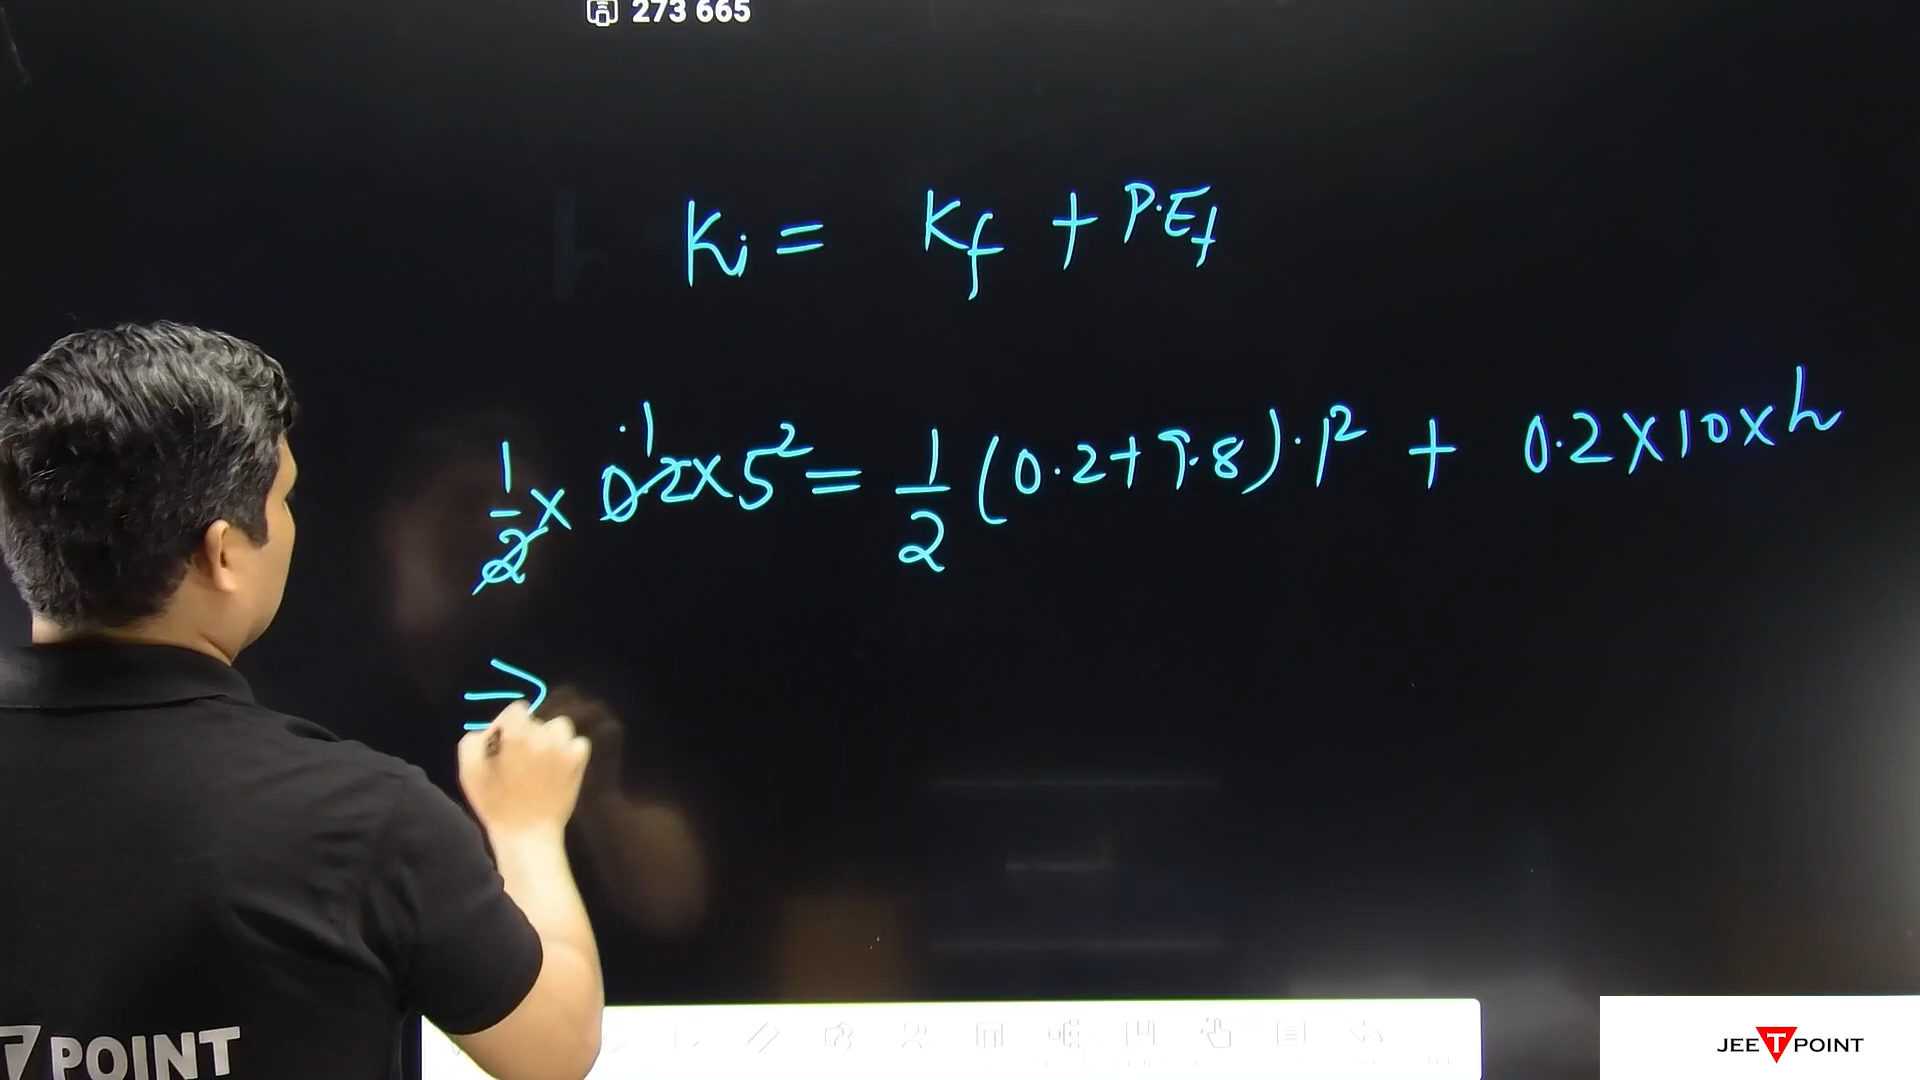 273 665
Ki = Kf + P.Ef
.1
1/2 x 0.2 x 5² = 1/2 (0.2+9.8).1² + 0.2x10xh
⇒
POINT
JEE T POINT